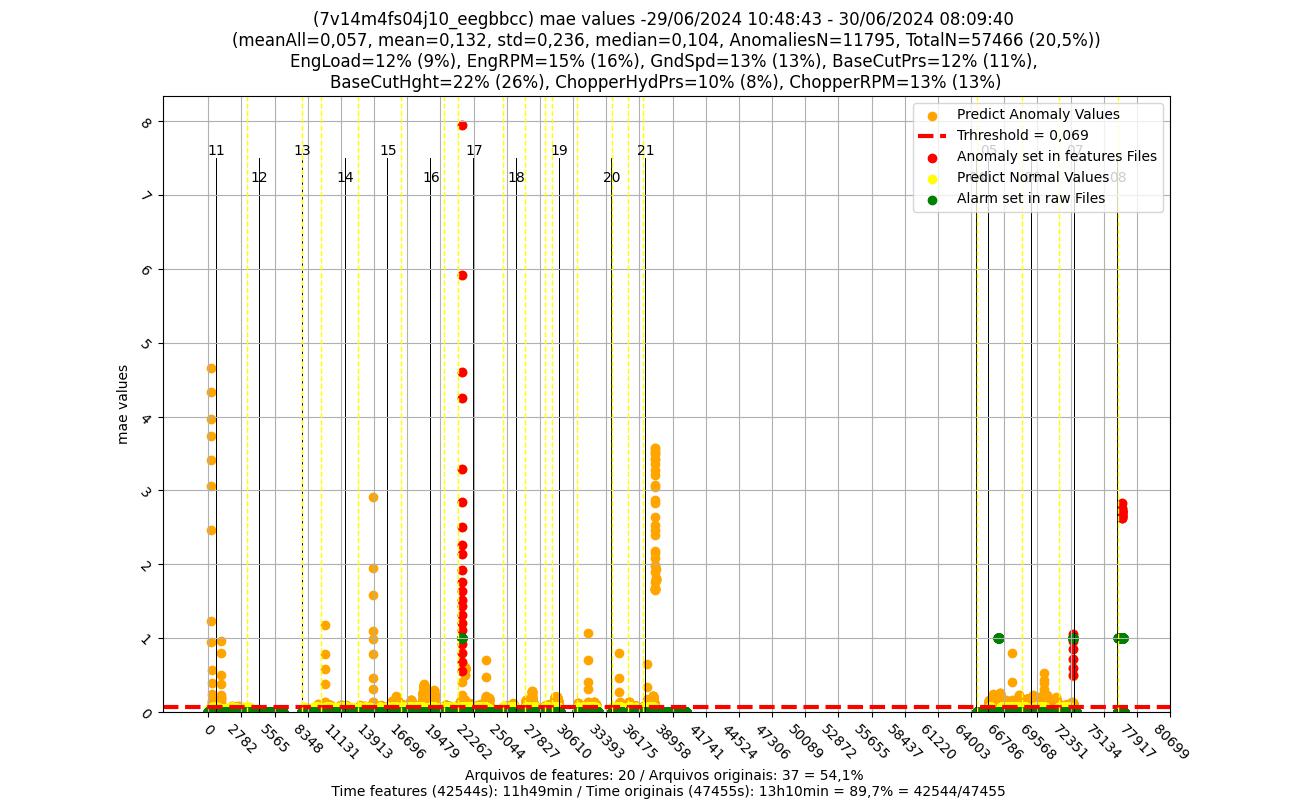 (7v14m4fs04j10_eegbbcc) mae values -29/06/2024 10:48:43 - 30/06/2024 08:09:40
(meanAll=0,057, mean=0,132, std=0,236, median=0,104, AnomaliesN=11795, TotalN=57466 (20,5%))
EngLoad=12% (9%), EngRPM=15% (16%), GndSpd=13% (13%), BaseCutPrs=12% (11%),
BaseCutHght=22% (26%), ChopperHydPrs=10% (8%), ChopperRPM=13% (13%)
Predict Anomaly Values
Trhreshold = 0,069
Anomaly set in features Files
Predict Normal Values
Alarm set in raw Files
11 13 15 17 19 21 05 07
12 14 16 18 20 08
mae values
8
7
6
5
4
3
2
1
0
0 2782 5565 8348 11131 13913 16696 19479 22262 25044 27827 30610 33393 36175 38958 41741 44524 47306 50089 52872 55655 58437 61220 64003 66786 69568 72351 75134 77917 80699
Arquivos de features: 20 / Arquivos originais: 37 = 54,1%
Time features (42544s): 11h49min / Time originais (47455s): 13h10min = 89,7% = 42544/47455